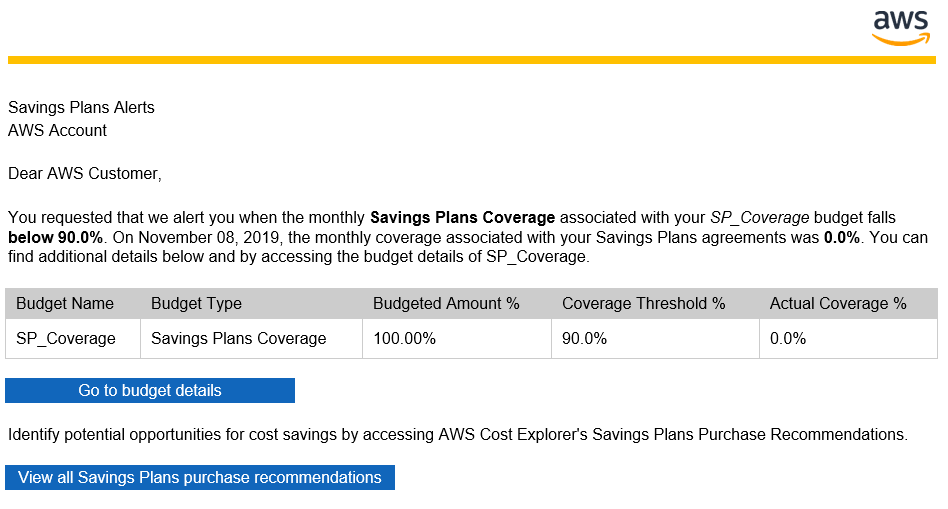 aws
Savings Plans Alerts
AWS Account
Dear AWS Customer,
You requested that we alert you when the monthly Savings Plans Coverage associated with your SP_Coverage budget falls
below 90.0%. On November 08, 2019, the monthly coverage associated with your Savings Plans agreements was 0.0%. You can
find additional details below and by accessing the budget details of SP_Coverage.
Budget Name Budget Type Budgeted Amount % Coverage Threshold % Actual Coverage %
SP_Coverage Savings Plans Coverage 100.00% 90.0% 0.0%
Go to budget details
Identify potential opportunities for cost savings by accessing AWS Cost Explorer's Savings Plans Purchase Recommendations.
View all Savings Plans purchase recommendations